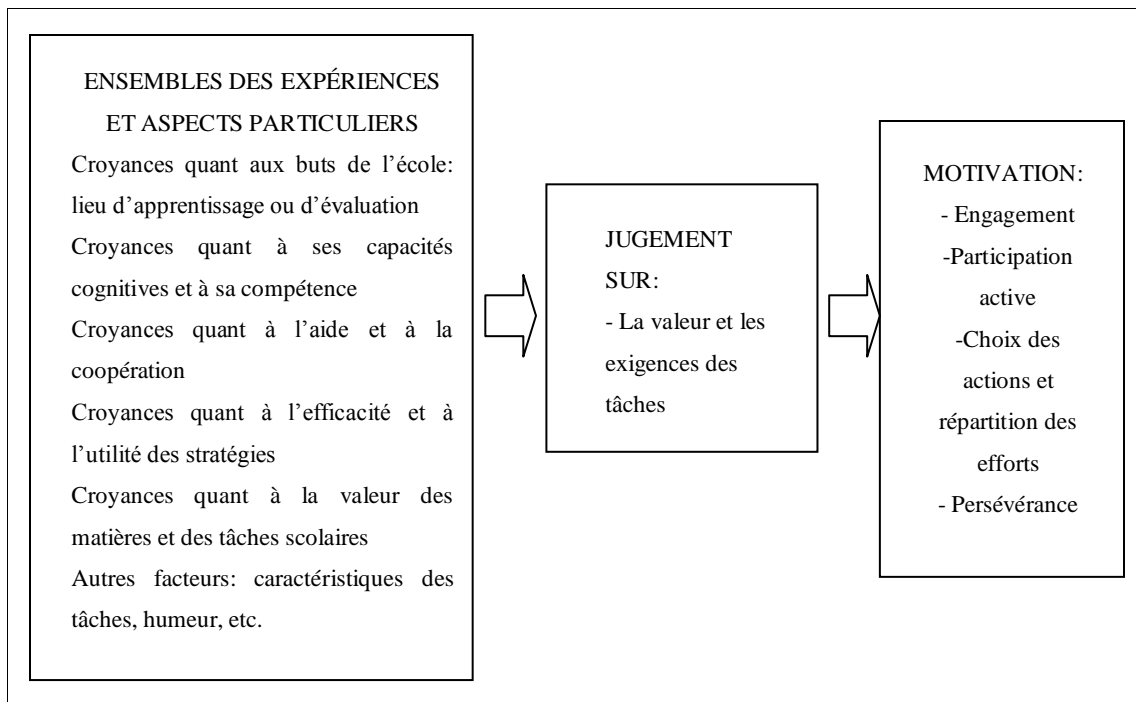 ENSEMBLES DES EXPÉRIENCES
ET ASPECTS PARTICULIERS
Croyances quant aux buts de l’école:
lieu d’apprentissage ou d’évaluation
Croyances quant à ses capacités
cognitives et à sa compétence
Croyances quant à l’aide et à la
coopération
Croyances quant à l’efficacité et à
l’utilité des stratégies
Croyances quant à la valeur des
matières et des tâches scolaires
Autres facteurs: caractéristiques des
tâches, humeur, etc.
JUGEMENT
SUR:
- La valeur et les
exigences des
tâches
MOTIVATION:
- Engagement
-Participation
active
-Choix des
actions et
répartition des
efforts
- Persévérance